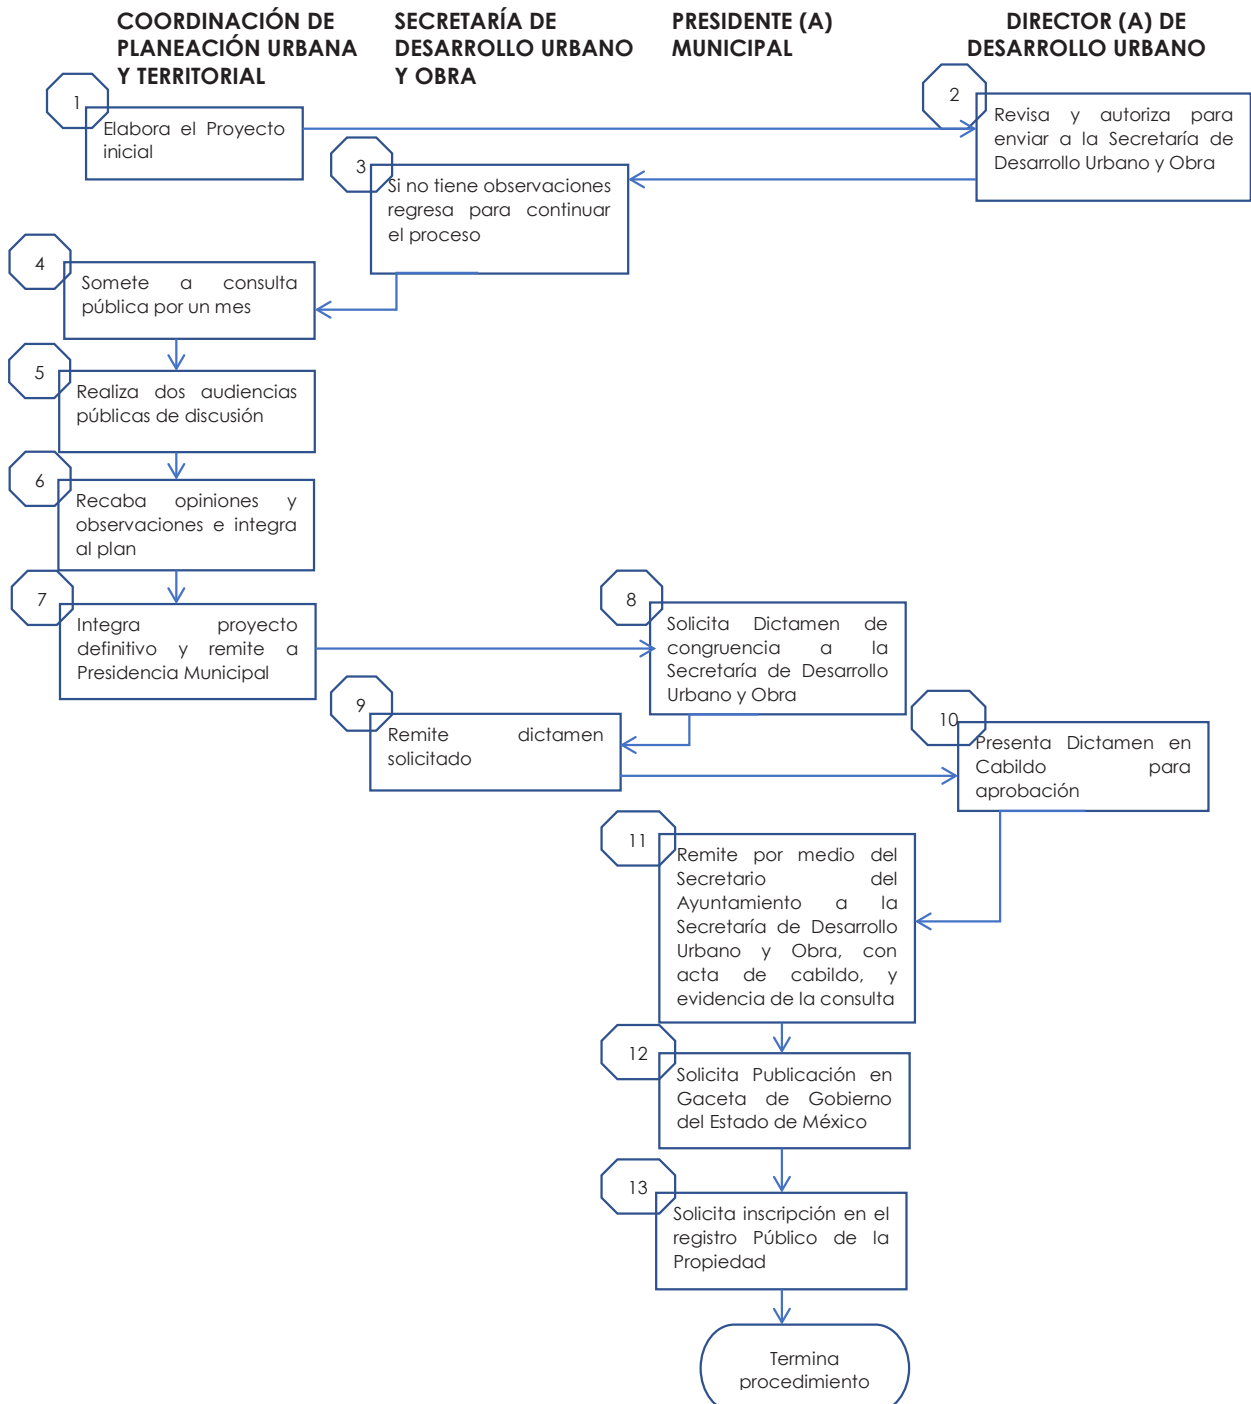 COORDINACIÓN DE
PLANEACIÓN URBANA
Y TERRITORIAL
SECRETARÍA DE
DESARROLLO URBANO
Y OBRA
PRESIDENTE (A)
MUNICIPAL
DIRECTOR (A) DE
DESARROLLO URBANO
1
Elabora el Proyecto
inicial
2
Revisa y autoriza para
enviar a la Secretaría de
Desarrollo Urbano y Obra
3
Si no tiene observaciones
regresa para continuar
el proceso
4
Somete a consulta
pública por un mes
5
Realiza dos audiencias
públicas de discusión
6
Recaba opiniones y
observaciones e integra
al plan
7
Integra proyecto
definitivo y remite a
Presidencia Municipal
8
Solicita Dictamen de
congruencia a la
Secretaría de Desarrollo
Urbano y Obra
9
Remite dictamen
solicitado
10
Presenta Dictamen en
Cabildo para
aprobación
11
Remite por medio del
Secretario del
Ayuntamiento a la
Secretaría de Desarrollo
Urbano y Obra, con
acta de cabildo, y
evidencia de la consulta
12
Solicita Publicación en
Gaceta de Gobierno
del Estado de México
13
Solicita inscripción en el
registro Público de la
Propiedad
Termina
procedimiento